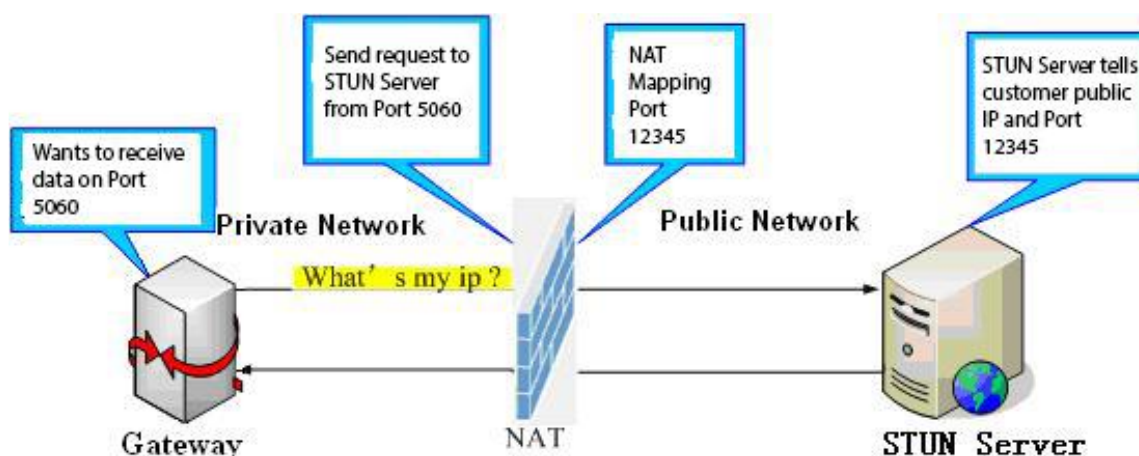 Send request to
STUN Server
from Port 5060
NAT
Mapping
Port
12345
STUN Server tells
customer public
IP and Port
12345
Wants to receive
data on Port
5060
Private Network
Public Network
What's my ip ?
Gateway
NAT
STUN Server